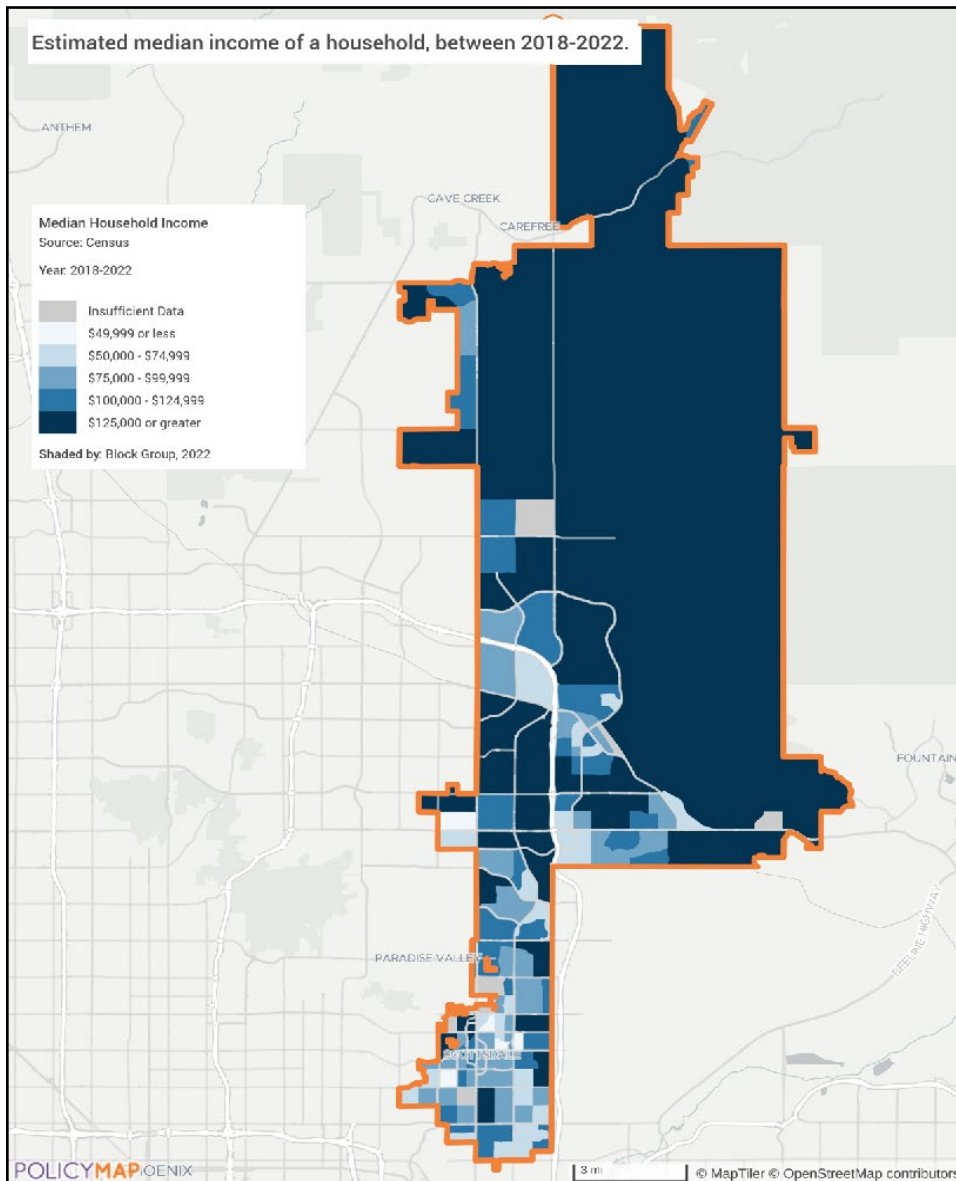 Estimated median income of a household, between 2018-2022.
ANTHEM
CAVE CREEK
CAREFREE
Median Household Income
Source: Census
Year: 2018-2022
Insufficient Data
$49,999 or less
$50,000 - $74,999
$75,000 - $99,999
$100,000 - $124,999
$125,000 or greater
Shaded by: Block Group, 2022
FOUNTAIN
BEELINE HIGHWAY
PARADISE VALLEY
SCOTTSDALE
POLICYMAP OENIX
3 mi
© MapTiler © OpenStreetMap contributors